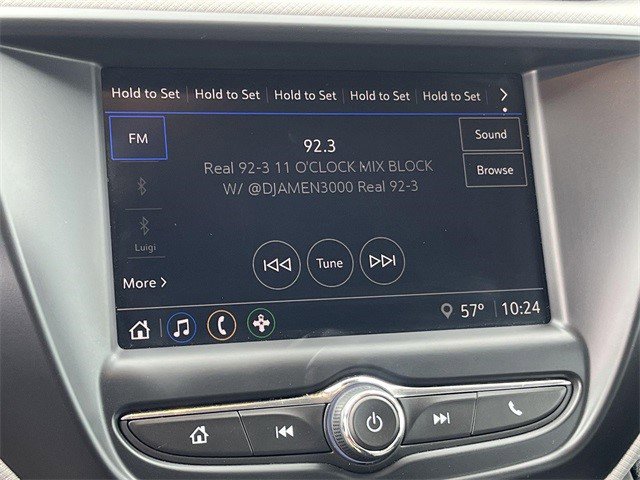 Hold to Set Hold to Set Hold to Set Hold to Set Hold to Set
FM
92.3
Sound
Real 92-3 11 O'CLOCK MIX BLOCK
W/ @DJAMEN3000 Real 92-3
Browse
Luigi
Tune
More
57° 10:24